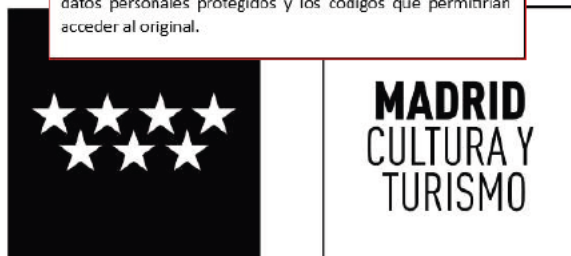 datos personales protegidos y los códigos que permitirían
acceder al original.
MADRID
CULTURA Y
TURISMO